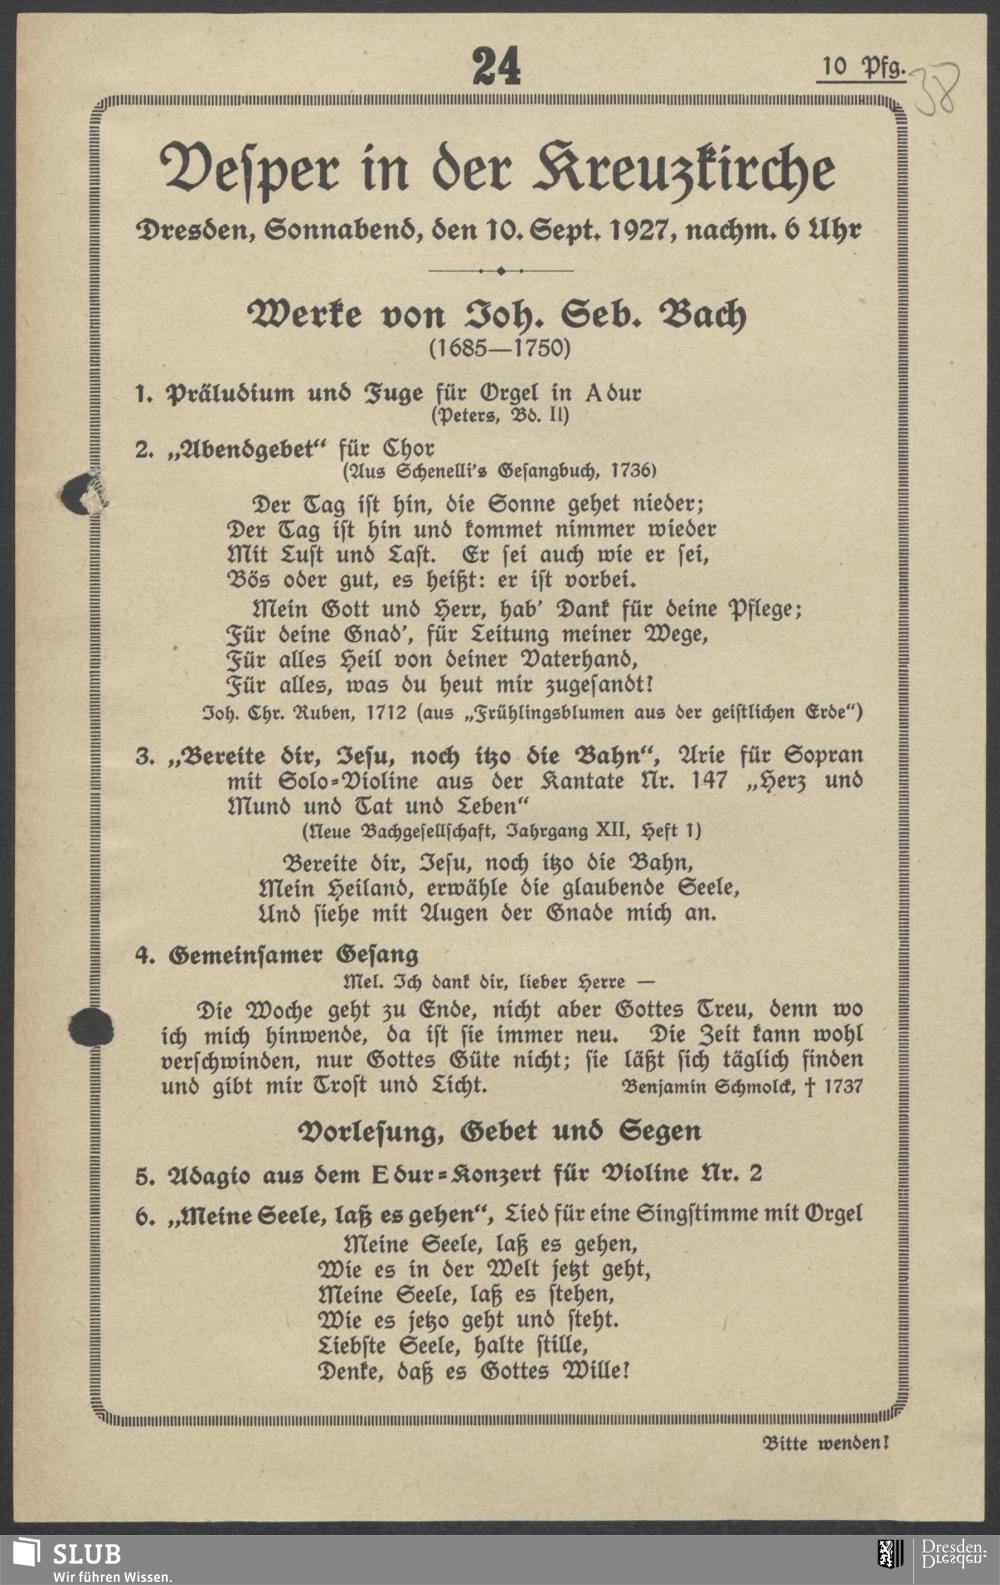 24
10 Pfg.
38
Vesper in der Kreuzkirche
Dresden, Sonnabend, den 10. Sept. 1927, nachm. 6 Uhr
Werke von Joh. Seb. Bach
(1685—1750)
1. Präludium und Fuge für Orgel in A dur
(Peters, Bd. II)
2. „Abendgebet“ für Chor
(Aus Schenelli's Gesangbuch, 1736)
Der Tag ist hin, die Sonne gehet nieder;
Der Tag ist hin und kommet nimmer wieder
Mit Lust und Last. Er sei auch wie er sei,
Bös oder gut, es heißt: er ist vorbei.
Mein Gott und Herr, hab' Dank für deine Pflege;
Für deine Gnad', für Leitung meiner Wege,
Für alles Heil von deiner Vaterhand,
Für alles, was du heut mir zugesandt!
Joh. Chr. Ruben, 1712 (aus „Frühlingsblumen aus der geistlichen Erde“)
3. „Bereite dir, Jesu, noch itzo die Bahn“, Arie für Sopran
mit Solo-Violine aus der Kantate Nr. 147 „Herz und
Mund und Tat und Leben“
(Neue Bachgesellschaft, Jahrgang XII, Heft 1)
Bereite dir, Jesu, noch itzo die Bahn,
Mein Heiland, erwähle die glaubende Seele,
Und siehe mit Augen der Gnade mich an.
4. Gemeinsamer Gesang
Mel. Ich dank dir, lieber Herre —
Die Woche geht zu Ende, nicht aber Gottes Treu, denn wo
ich mich hinwende, da ist sie immer neu. Die Zeit kann wohl
verschwinden, nur Gottes Güte nicht; sie läßt sich täglich finden
und gibt mir Trost und Licht. Benjamin Schmolck, † 1737
Vorlesung, Gebet und Segen
5. Adagio aus dem E dur-Konzert für Violine Nr. 2
6. „Meine Seele, laß es gehen“, Lied für eine Singstimme mit Orgel
Meine Seele, laß es gehen,
Wie es in der Welt jetzt geht,
Meine Seele, laß es stehen,
Wie es jetzo geht und steht.
Liebste Seele, halte stille,
Denke, daß es Gottes Wille!
Bitte wenden!
SLUB
Wir führen Wissen.
Dresden.
Dresden.